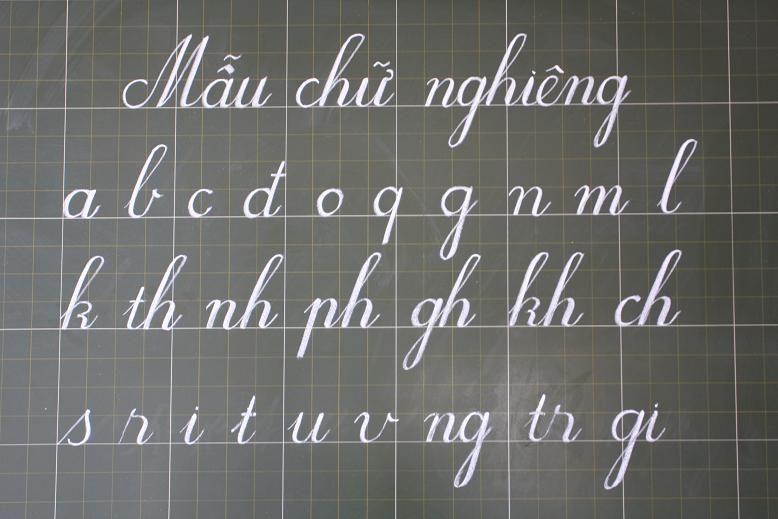 Mẫu chữ nghiêng
a b c đ o q g n m l
k th nh ph gh kh ch
s r i t u v ng tr gi